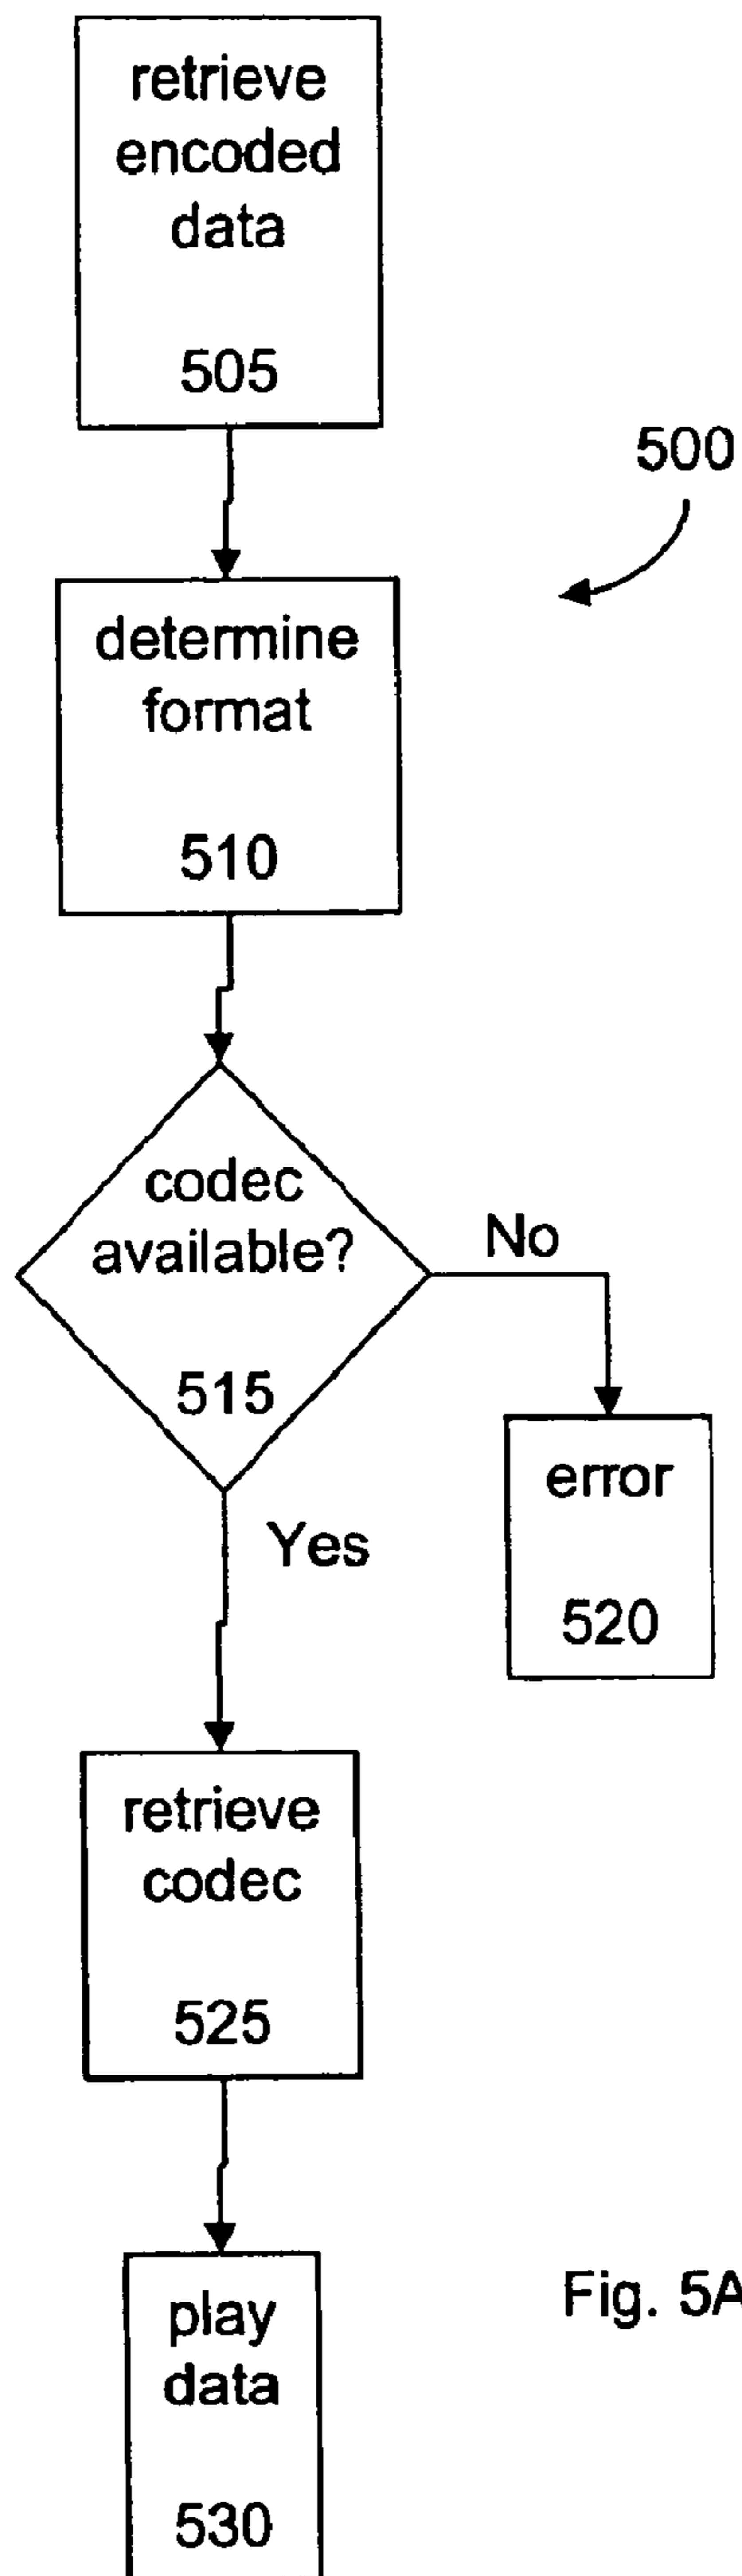 retrieve
encoded
data
505
500
determine
format
510
codec
available?
515
No
error
520
Yes
retrieve
codec
525
play
data
530
Fig. 5A